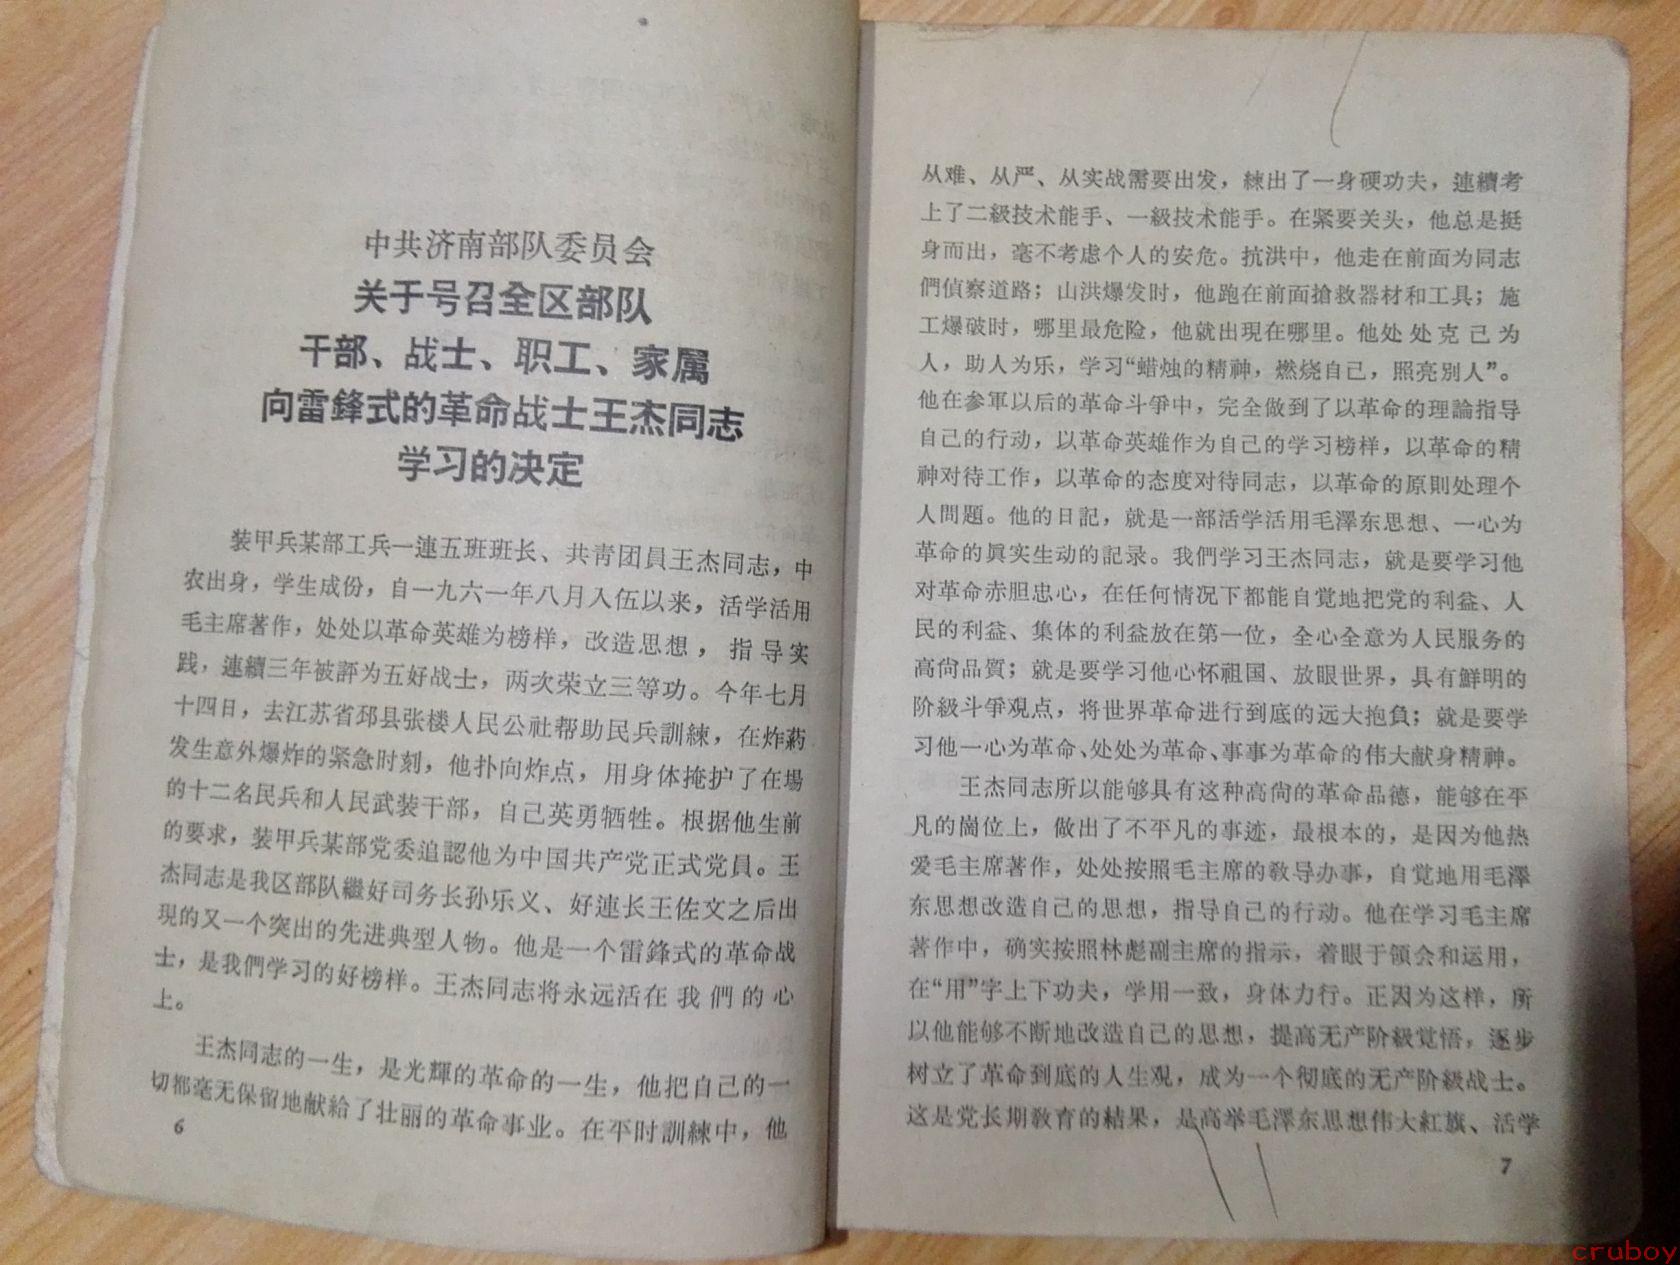 中共济南部队委员会
关于号召全区部队
干部、战士、职工、家属
向雷鋒式的革命战士王杰同志
学习的决定
装甲兵某部工兵一連五班班长、共青团員王杰同志，中
农出身，学生成份，自一九六一年八月入伍以来，活学活用
毛主席著作，处处以革命英雄为榜样，改造思想，指导实
践，連續三年被評为五好战士，两次荣立三等功。今年七月
十四日，去江苏省邳县张楼人民公社帮助民兵訓練，在炸葯
发生意外爆炸的紧急时刻，他扑向炸点，用身体掩护了在場
的十二名民兵和人民武装干部，自己英勇牺牲。根据他生前
的要求，装甲兵某部党委追認他为中国共产党正式党員。王
杰同志是我区部队繼好司务长孙乐义、好連长王佐文之后出
現的又一个突出的先进典型人物。他是一个雷鋒式的革命战
士，是我們学习的好榜样。王杰同志将永远活在我們的心
上。
王杰同志的一生，是光輝的革命的一生，他把自己的一
切都毫无保留地献給了壮丽的革命事业。在平时訓練中，他
6
从难、从严、从实战需要出发，練出了一身硬功夫，連續考
上了二級技术能手、一級技术能手。在紧要关头，他总是挺
身而出，毫不考虑个人的安危。抗洪中，他走在前面为同志
們偵察道路；山洪爆发时，他跑在前面搶救器材和工具；施
工爆破时，哪里最危险，他就出現在哪里。他处处克己为
人，助人为乐，学习“蜡烛的精神，燃烧自己，照亮别人”。
他在参軍以后的革命斗爭中，完全做到了以革命的理論指导
自己的行动，以革命英雄作为自己的学习榜样，以革命的精
神对待工作，以革命的态度对待同志，以革命的原則处理个
人問題。他的日記，就是一部活学活用毛澤东思想、一心为
革命的眞实生动的記录。我們学习王杰同志，就是要学习他
对革命赤胆忠心，在任何情况下都能自觉地把党的利益、人
民的利益、集体的利益放在第一位，全心全意为人民服务的
高尙品質；就是要学习他心怀祖国、放眼世界，具有鮮明的
阶級斗爭观点，将世界革命进行到底的远大抱負；就是要学
习他一心为革命、处处为革命、事事为革命的伟大献身精神。
王杰同志所以能够具有这种高尙的革命品德，能够在平
凡的崗位上，做出了不平凡的事迹，最根本的，是因为他热
爱毛主席著作，处处按照毛主席的教导办事，自觉地用毛澤
东思想改造自己的思想，指导自己的行动。他在学习毛主席
著作中，确实按照林彪副主席的指示，着眼于領会和运用，
在“用”字上下功夫，学用一致，身体力行。正因为这样，所
以他能够不断地改造自己的思想，提高无产阶級觉悟，逐步
树立了革命到底的人生观，成为一个彻底的无产阶級战士。
这是党长期教育的結果，是高举毛澤东思想伟大紅旗、活学
7
cruboy